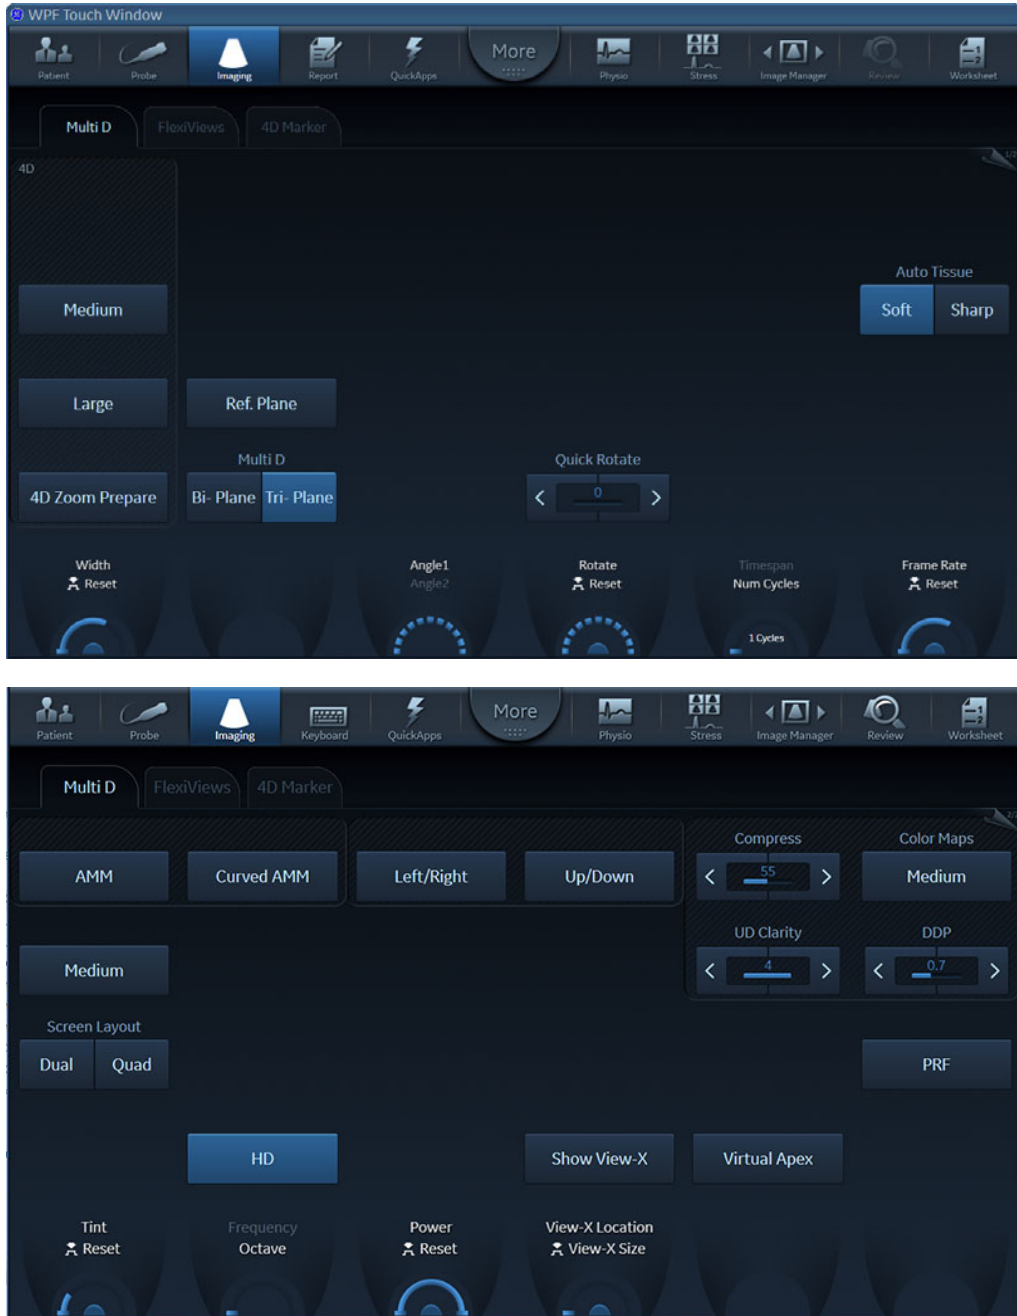 WPF Touch Window
Patient Probe Imaging Report QuickApps More Physio Stress Image Manager Review Worksheet
Multi D FlexiViews 4D Marker
1/2
4D
Auto Tissue
Medium Soft Sharp
Large Ref. Plane
Multi D Quick Rotate
4D Zoom Prepare Bi- Plane Tri- Plane 0
Width Angle1 Rotate Timespan Frame Rate
Reset Angle2 Reset Num Cycles Reset
1 Cycles
Patient Probe Imaging Keyboard QuickApps More Physio Stress Image Manager Review Worksheet
Multi D FlexiViews 4D Marker
2/2
Compress Color Maps
AMM Curved AMM Left/Right Up/Down 55 Medium
UD Clarity DDP
Medium 4 0.7
Screen Layout
Dual Quad PRF
HD Show View-X Virtual Apex
Tint Frequency Power View-X Location
Reset Octave Reset View-X Size